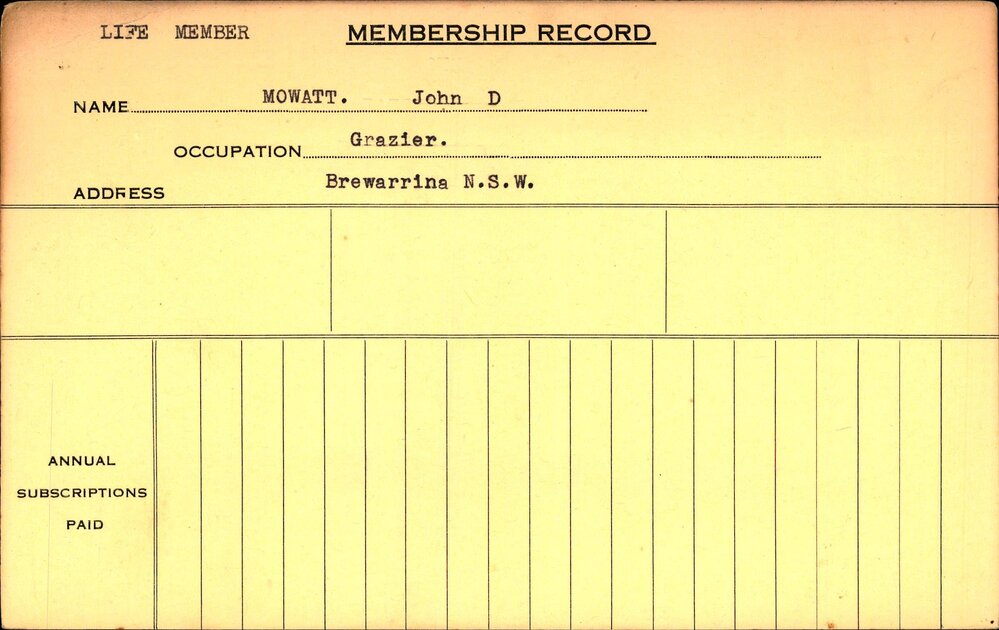 LIFE MEMBER MEMBERSHIP RECORD
NAME MOWATT. John D
OCCUPATION Grazier.
ADDRESS Brewarrina N.S.W.
ANNUAL
SUBSCRIPTIONS
PAID